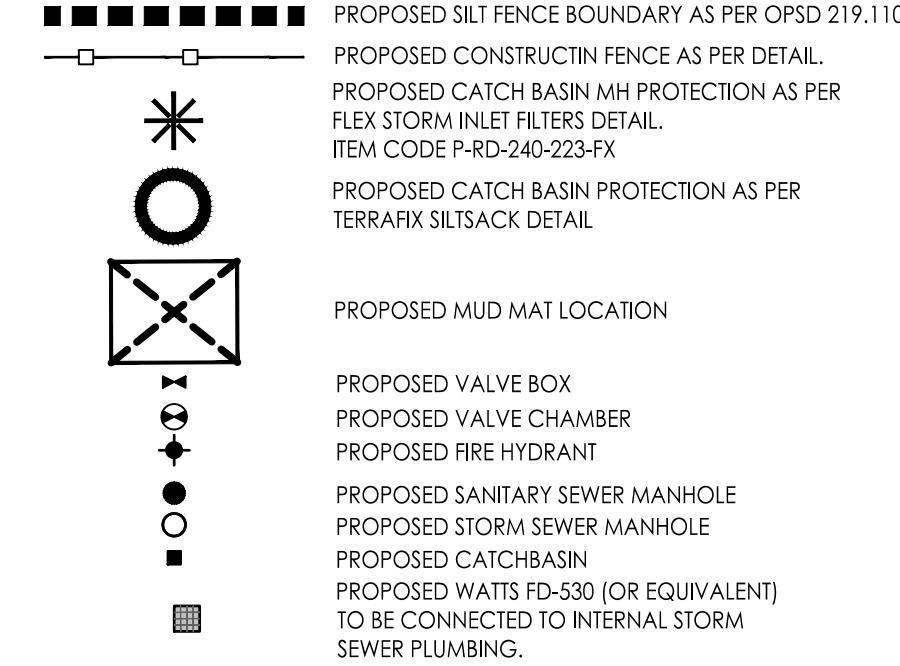 PROPOSED SILT FENCE BOUNDARY AS PER OPSD 219.110
PROPOSED CONSTRUCTIN FENCE AS PER DETAIL.
PROPOSED CATCH BASIN MH PROTECTION AS PER
FLEX STORM INLET FILTERS DETAIL.
ITEM CODE P-RD-240-223-FX
PROPOSED CATCH BASIN PROTECTION AS PER
TERRAFIX SILTSACK DETAIL
PROPOSED MUD MAT LOCATION
PROPOSED VALVE BOX
PROPOSED VALVE CHAMBER
PROPOSED FIRE HYDRANT
PROPOSED SANITARY SEWER MANHOLE
PROPOSED STORM SEWER MANHOLE
PROPOSED CATCHBASIN
PROPOSED WATTS FD-530 (OR EQUIVALENT)
TO BE CONNECTED TO INTERNAL STORM
SEWER PLUMBING.